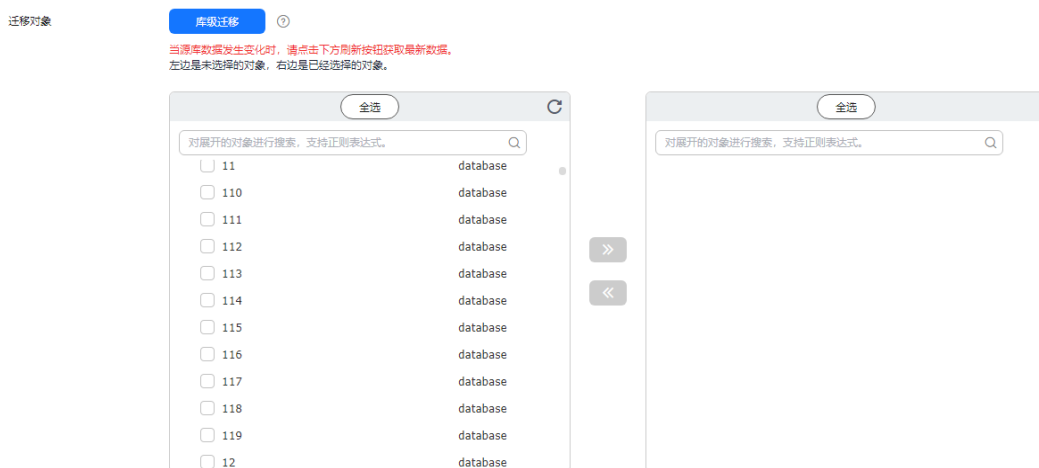 迁移对象
库级迁移
?
当源库数据发生变化时，请点击下方刷新按钮获取最新数据。
左边是未选择的对象，右边是已经选择的对象。
全选
全选
对展开的对象进行搜索，支持正则表达式。
对展开的对象进行搜索，支持正则表达式。
11 database
110 database
111 database
112 database
113 database
114 database
115 database
116 database
117 database
118 database
119 database
12 database